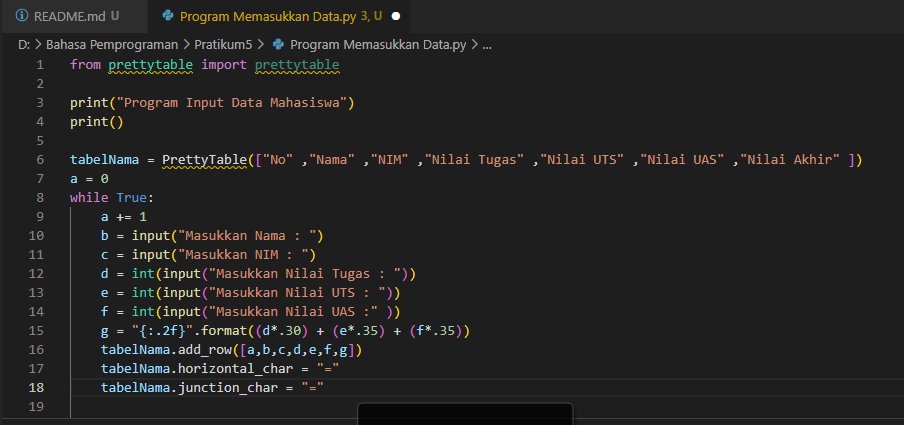 README.md U Program Memasukkan Data.py 3, U
D: > Bahasa Pemprograman > Pratikum5 > Program Memasukkan Data.py > ...
1 from prettytable import prettytable
2
3 print("Program Input Data Mahasiswa")
4 print()
5
6 tabelNama = PrettyTable(["No" ,"Nama" ,"NIM" ,"Nilai Tugas" ,"Nilai UTS" ,"Nilai UAS" ,"Nilai Akhir" ])
7 a = 0
8 while True:
9     a += 1
10     b = input("Masukkan Nama : ")
11     c = input("Masukkan NIM : ")
12     d = int(input("Masukkan Nilai Tugas : "))
13     e = int(input("Masukkan Nilai UTS : "))
14     f = int(input("Masukkan Nilai UAS :" ))
15     g = "{:.2f}".format((d*.30) + (e*.35) + (f*.35))
16     tabelNama.add_row([a,b,c,d,e,f,g])
17     tabelNama.horizontal_char = "="
18     tabelNama.junction_char = "="
19